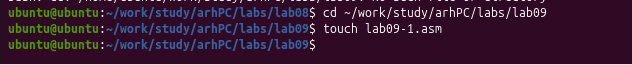 ubuntu@ubuntu:~/work/study/arhPC/labs/lab08$ cd ~/work/study/arhPC/labs/lab09
ubuntu@ubuntu:~/work/study/arhPC/labs/lab09$ touch lab09-1.asm
ubuntu@ubuntu:~/work/study/arhPC/labs/lab09$